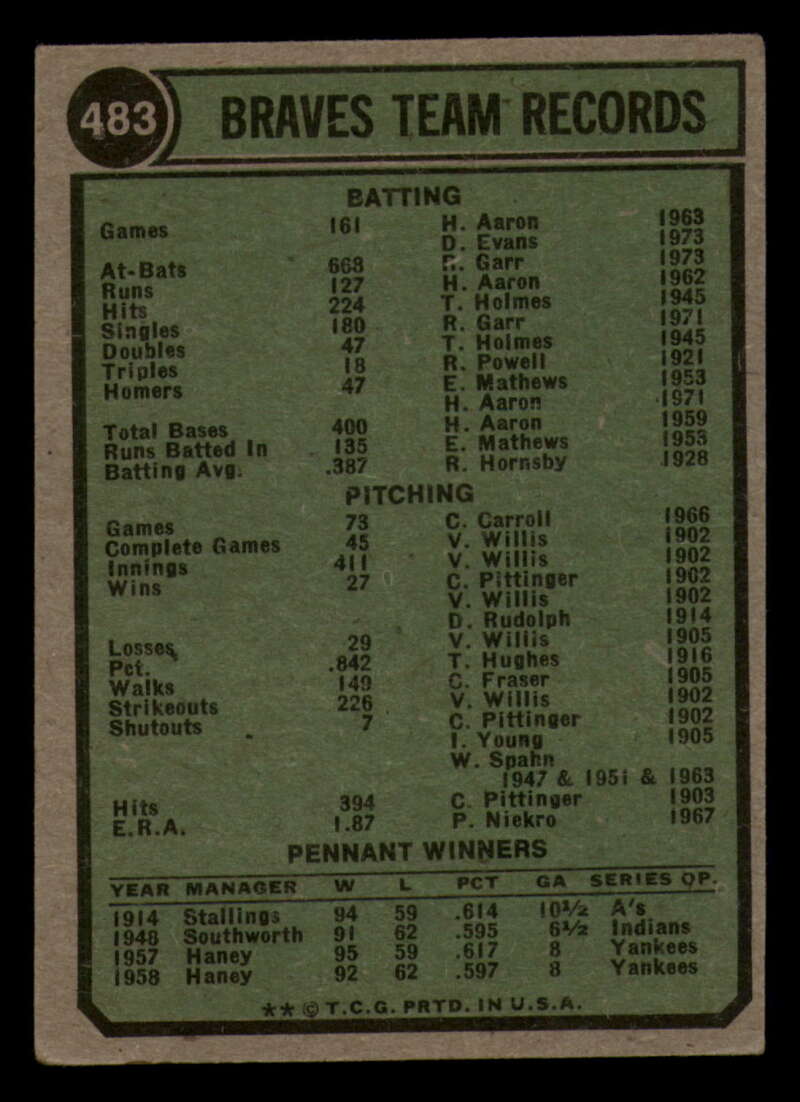 483 BRAVES TEAM RECORDS
BATTING
Games 161 H. Aaron 1963
D. Evans 1973
At-Bats 668 R. Garr 1973
Runs 127 H. Aaron 1962
Hits 224 T. Holmes 1945
Singles 180 R. Garr 1971
Doubles 47 T. Holmes 1945
Triples 18 R. Powell 1921
Homers 47 E. Mathews 1953
H. Aaron 1971
Total Bases 400 H. Aaron 1959
Runs Batted In 135 E. Mathews 1953
Batting Avg. .387 R. Hornsby 1928
PITCHING
Games 73 C. Carroll 1966
Complete Games 45 V. Willis 1902
Innings 411 V. Willis 1902
Wins 27 C. Pittinger 1902
V. Willis 1902
D. Rudolph 1914
Losses 29 V. Willis 1905
Pct. .842 T. Hughes 1916
Walks 149 C. Fraser 1905
Strikeouts 226 V. Willis 1902
Shutouts 7 C. Pittinger 1902
I. Young 1905
W. Spahn
1947 & 1951 & 1963
Hits 394 C. Pittinger 1903
E.R.A. 1.87 P. Niekro 1967
PENNANT WINNERS
YEAR MANAGER W L PCT GA SERIES OP.
1914 Stallings 94 59 .614 10½ A's
1948 Southworth 91 62 .595 6½ Indians
1957 Haney 95 59 .617 8 Yankees
1958 Haney 92 62 .597 8 Yankees
** © T.C.G. PRTD. IN U.S.A.